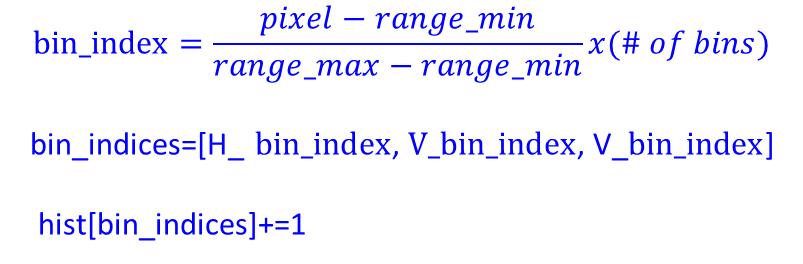 bin_index = (pixel − range_min) / (range_max − range_min) x(# of bins)
bin_indices=[H_ bin_index, V_bin_index, V_bin_index]
hist[bin_indices]+=1